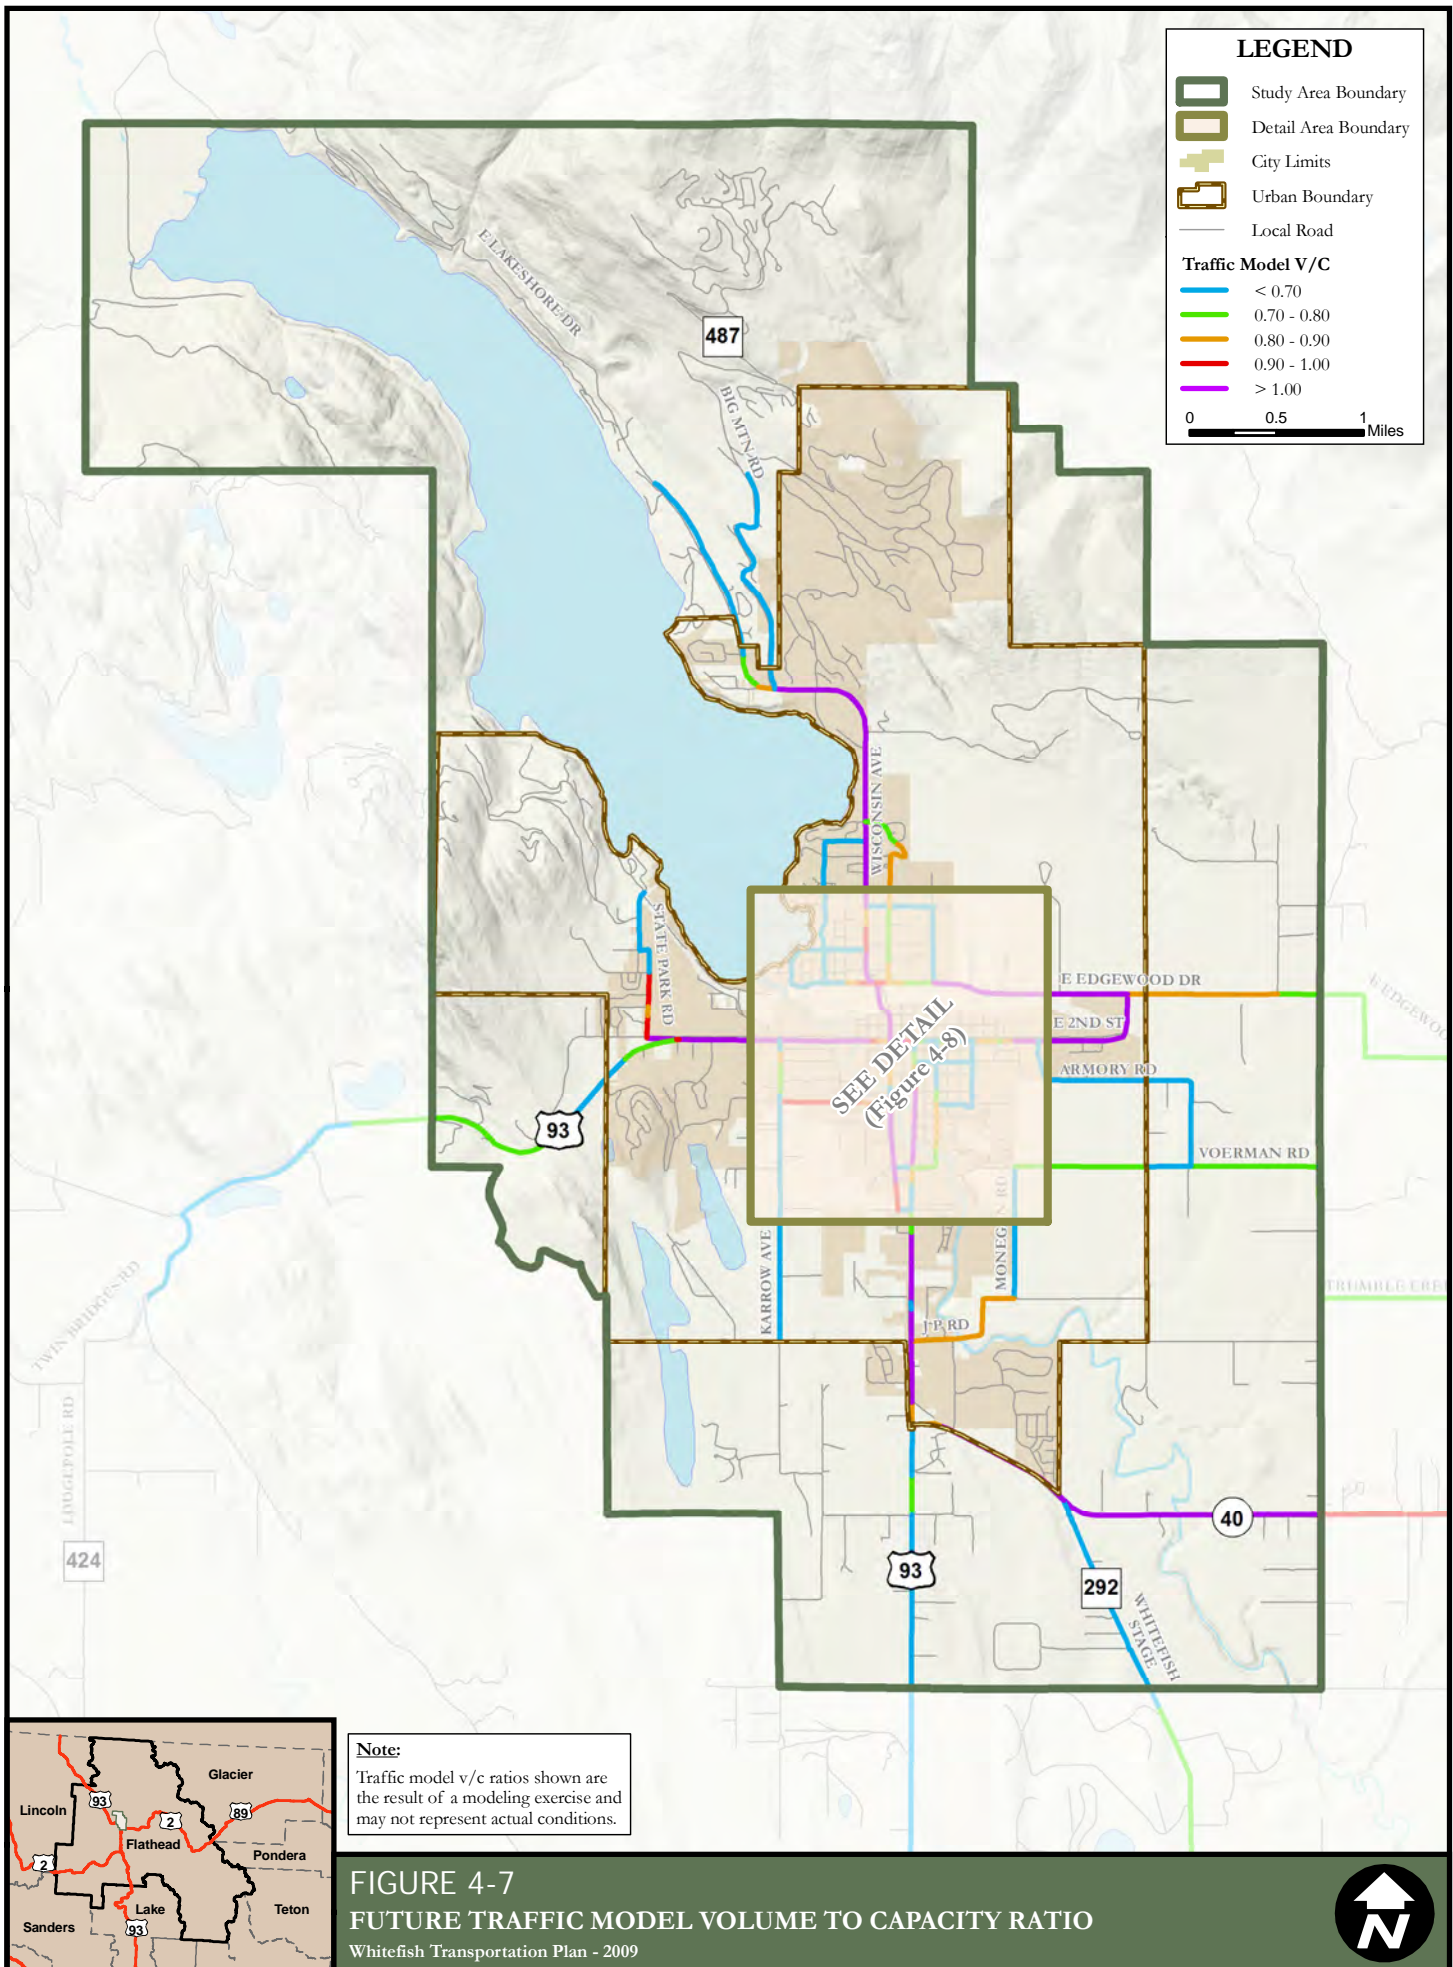 LEGEND
Study Area Boundary
Detail Area Boundary
City Limits
Urban Boundary
Local Road
Traffic Model V/C
< 0.70
0.70 - 0.80
0.80 - 0.90
0.90 - 1.00
> 1.00
0 0.5 1
Miles
E LAKESHORE DR
487
BIG MTN RD
WISCONSIN AVE
STATE PARK RD
E EDGEWOOD DR
E 2ND ST
ARMORY RD
VOERMAN RD
SEE DETAIL
(Figure 4-8)
93
KARROW AVE
J P RD
TWIN BRIDGES RD
424
93
40
292
WHITEFISH
STAGE
Note:
Traffic model v/c ratios shown are
the result of a modeling exercise and
may not represent actual conditions.
Glacier
Lincoln
93
2
89
Flathead
2
Pondera
Lake
Teton
Sanders
93
FIGURE 4-7
FUTURE TRAFFIC MODEL VOLUME TO CAPACITY RATIO
Whitefish Transportation Plan - 2009
N